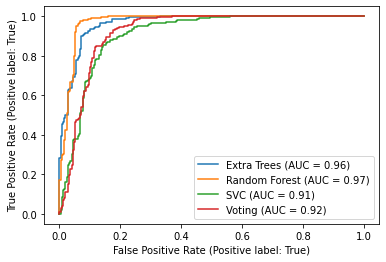 True Positive Rate (Positive label: True)
1.0
0.8
0.6
0.4
0.2
0.0
0.0 0.2 0.4 0.6 0.8 1.0
False Positive Rate (Positive label: True)
Extra Trees (AUC = 0.96)
Random Forest (AUC = 0.97)
SVC (AUC = 0.91)
Voting (AUC = 0.92)